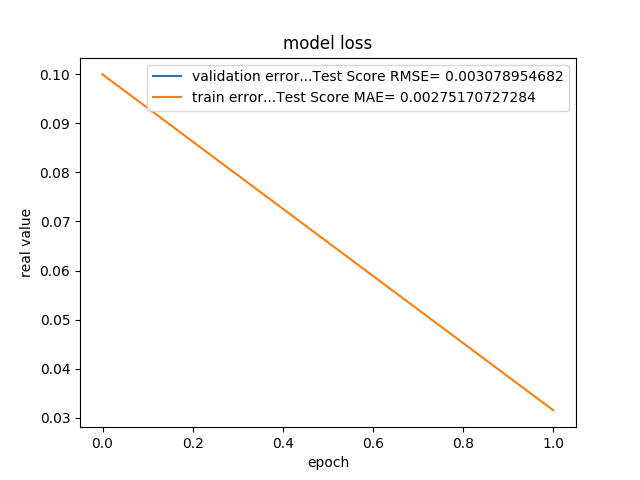 model loss
validation error...Test Score RMSE= 0.003078954682
train error...Test Score MAE= 0.00275170727284
0.10
0.09
0.08
0.07
0.06
0.05
0.04
0.03
real value
0.0 0.2 0.4 0.6 0.8 1.0
epoch